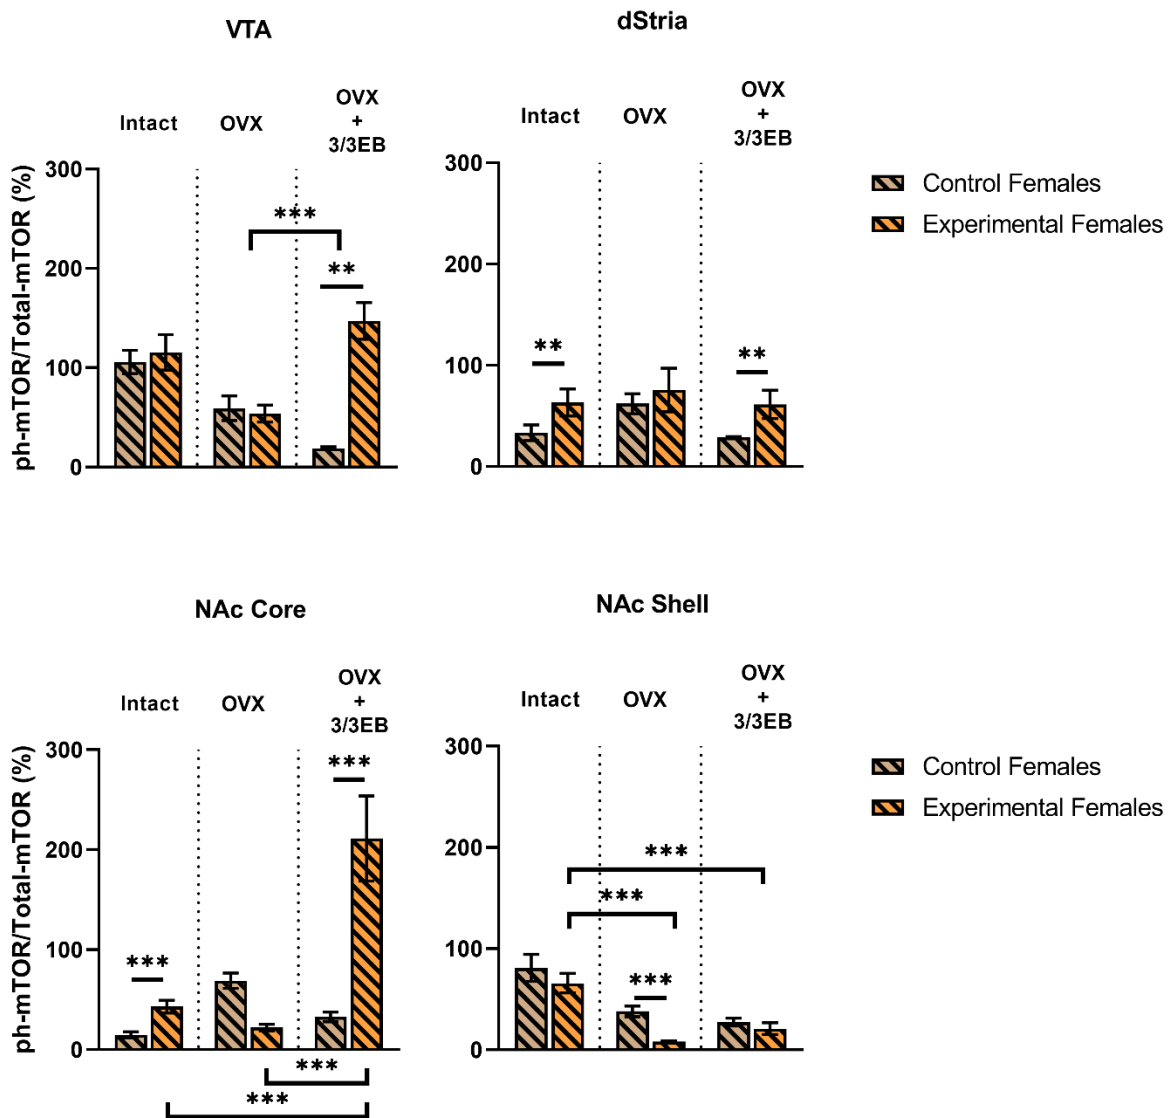 VTA
dStria
Intact
OVX
OVX
+
3/3EB
Intact
OVX
OVX
+
3/3EB
ph-mTOR/Total-mTOR (%)
300
200
100
0
***
**
300
200
100
0
**
**
Control Females
Experimental Females
NAc Core
NAc Shell
Intact
OVX
OVX
+
3/3EB
Intact
OVX
OVX
+
3/3EB
ph-mTOR/Total-mTOR (%)
300
200
100
0
***
***
***
***
300
200
100
0
***
***
***
Control Females
Experimental Females